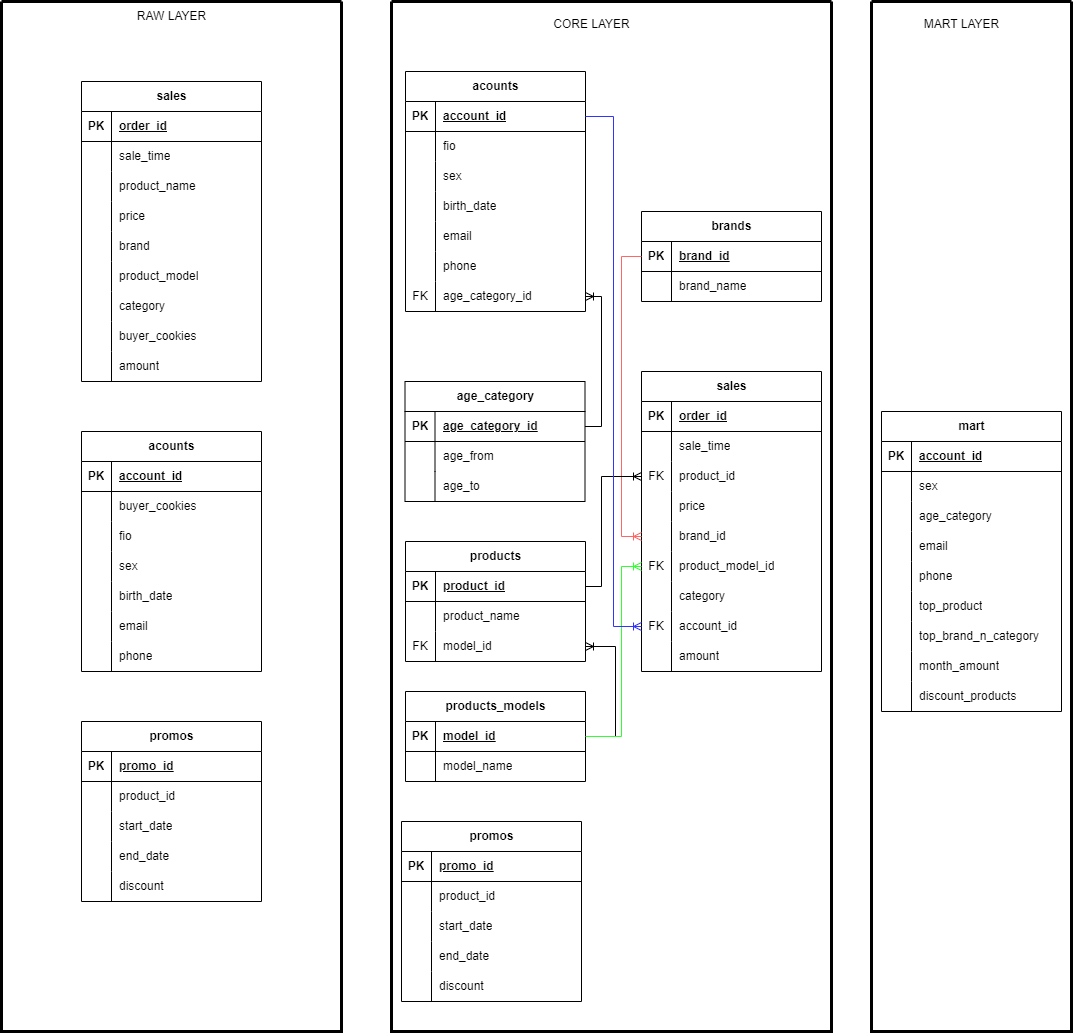 RAW LAYER
sales
PK order_id
sale_time
product_name
price
brand
product_model
category
buyer_cookies
amount
acounts
PK account_id
buyer_cookies
fio
sex
birth_date
email
phone
promos
PK promo_id
product_id
start_date
end_date
discount
CORE LAYER
acounts
PK account_id
fio
sex
birth_date
email
phone
FK age_category_id
age_category
PK age_category_id
age_from
age_to
products
PK product_id
product_name
FK model_id
products_models
PK model_id
model_name
promos
PK promo_id
product_id
start_date
end_date
discount
brands
PK brand_id
brand_name
sales
PK order_id
sale_time
FK product_id
price
brand_id
FK product_model_id
category
FK account_id
amount
MART LAYER
mart
PK account_id
sex
age_category
email
phone
top_product
top_brand_n_category
month_amount
discount_products